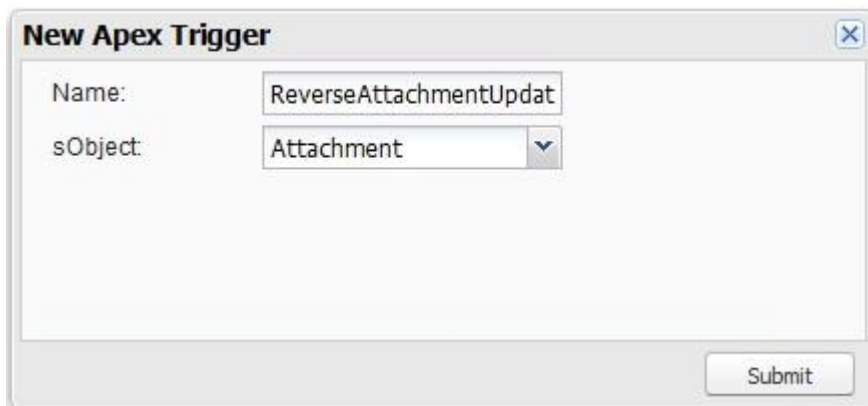 New Apex Trigger
Name: ReverseAttachmentUpdat
sObject: Attachment
Submit